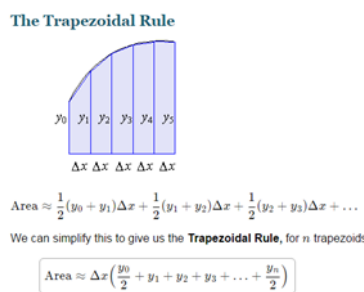 The Trapezoidal Rule
y₀ y₁ y₂ y₃ y₄ y₅
Δx Δx Δx Δx Δx
Area ≈ 1/2(y₀ + y₁)Δx + 1/2(y₁ + y₂)Δx + 1/2(y₂ + y₃)Δx + …
We can simplify this to give us the Trapezoidal Rule, for n trapezoids
Area ≈ Δx(y₀/2 + y₁ + y₂ + y₃ + … + yₙ/2)